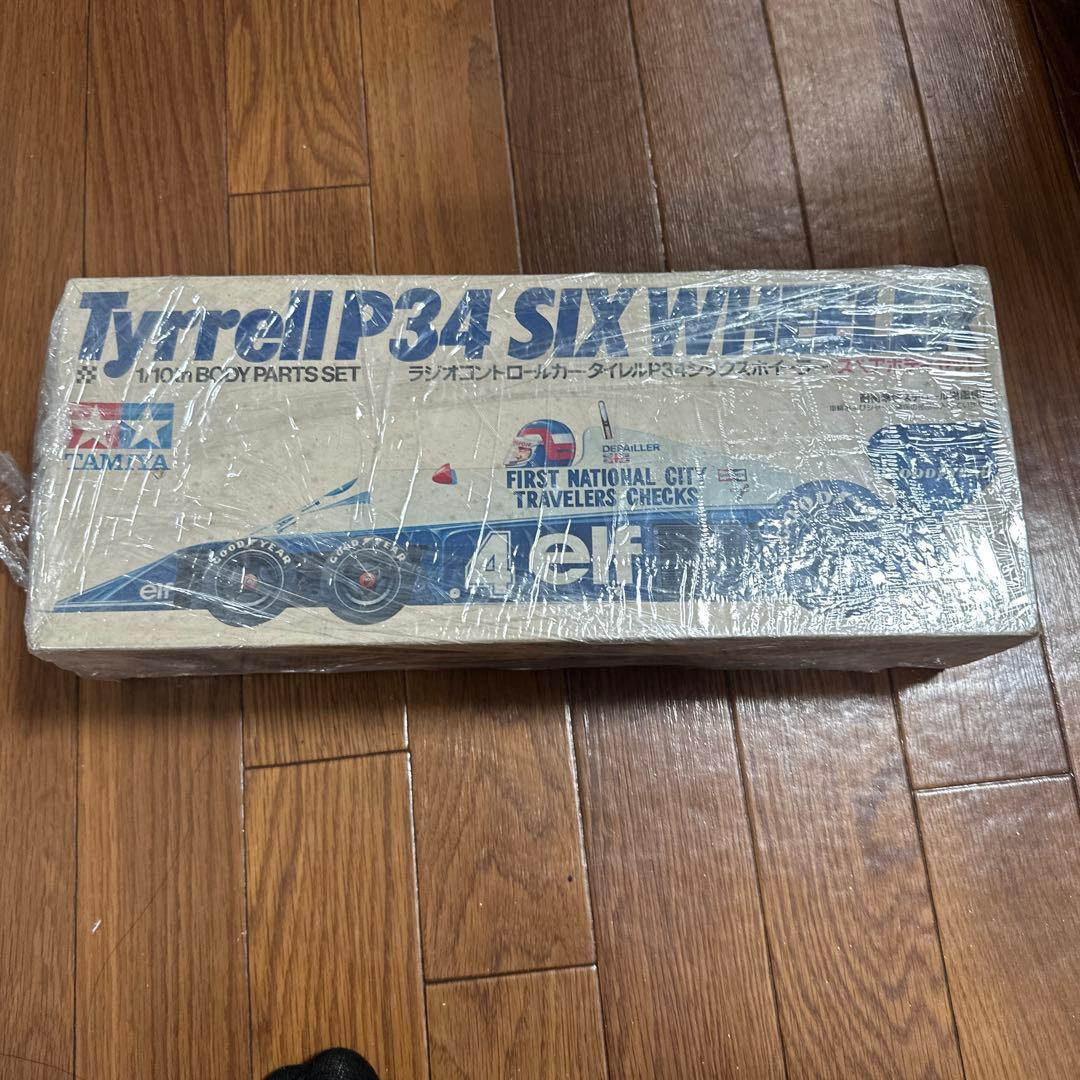 Tyrrell P34 SIX WHEELER
1/10th BODY PARTS SET
ラジオコントロールカー タイレルP34シックスホイーラー
TAMIYA
DEPAILLER
FIRST NATIONAL CITY
TRAVELERS CHECKS
GOODYEAR
GOODYEAR
4 elf
elf